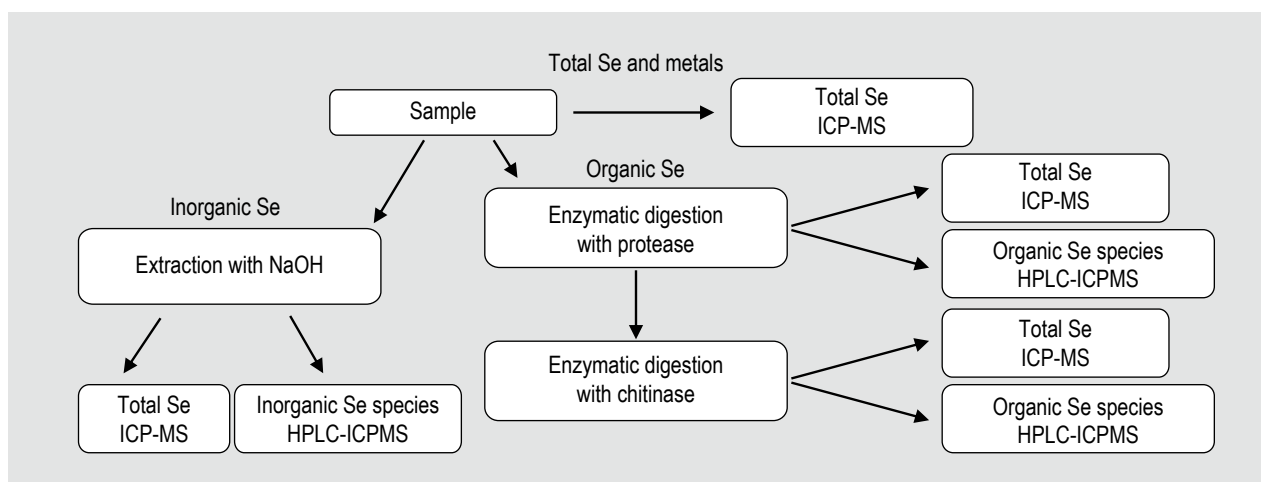 Total Se and metals
Sample
Total Se
ICP-MS
Organic Se
Inorganic Se
Extraction with NaOH
Total Se
ICP-MS
Inorganic Se species
HPLC-ICPMS
Enzymatic digestion
with protease
Total Se
ICP-MS
Organic Se species
HPLC-ICPMS
Enzymatic digestion
with chitinase
Total Se
ICP-MS
Organic Se species
HPLC-ICPMS